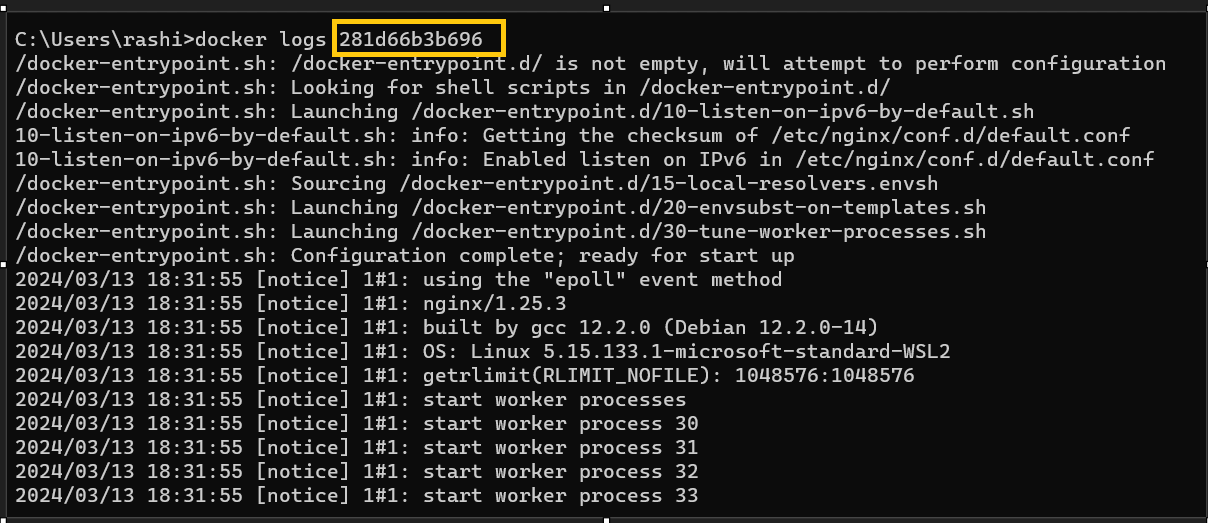 C:\Users\rashi>docker logs 281d66b3b696
/docker-entrypoint.sh: /docker-entrypoint.d/ is not empty, will attempt to perform configuration
/docker-entrypoint.sh: Looking for shell scripts in /docker-entrypoint.d/
/docker-entrypoint.sh: Launching /docker-entrypoint.d/10-listen-on-ipv6-by-default.sh
10-listen-on-ipv6-by-default.sh: info: Getting the checksum of /etc/nginx/conf.d/default.conf
10-listen-on-ipv6-by-default.sh: info: Enabled listen on IPv6 in /etc/nginx/conf.d/default.conf
/docker-entrypoint.sh: Sourcing /docker-entrypoint.d/15-local-resolvers.envsh
/docker-entrypoint.sh: Launching /docker-entrypoint.d/20-envsubst-on-templates.sh
/docker-entrypoint.sh: Launching /docker-entrypoint.d/30-tune-worker-processes.sh
/docker-entrypoint.sh: Configuration complete; ready for start up
2024/03/13 18:31:55 [notice] 1#1: using the "epoll" event method
2024/03/13 18:31:55 [notice] 1#1: nginx/1.25.3
2024/03/13 18:31:55 [notice] 1#1: built by gcc 12.2.0 (Debian 12.2.0-14)
2024/03/13 18:31:55 [notice] 1#1: OS: Linux 5.15.133.1-microsoft-standard-WSL2
2024/03/13 18:31:55 [notice] 1#1: getrlimit(RLIMIT_NOFILE): 1048576:1048576
2024/03/13 18:31:55 [notice] 1#1: start worker processes
2024/03/13 18:31:55 [notice] 1#1: start worker process 30
2024/03/13 18:31:55 [notice] 1#1: start worker process 31
2024/03/13 18:31:55 [notice] 1#1: start worker process 32
2024/03/13 18:31:55 [notice] 1#1: start worker process 33